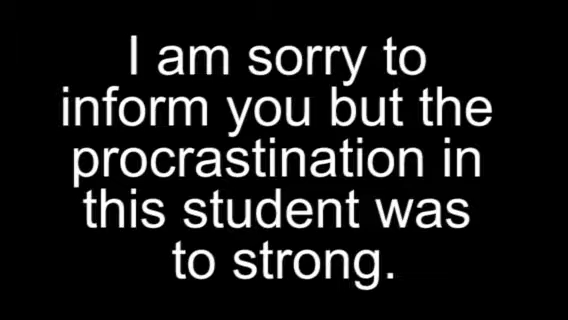 I am sorry to
inform you but the
procrastination in
this student was
to strong.